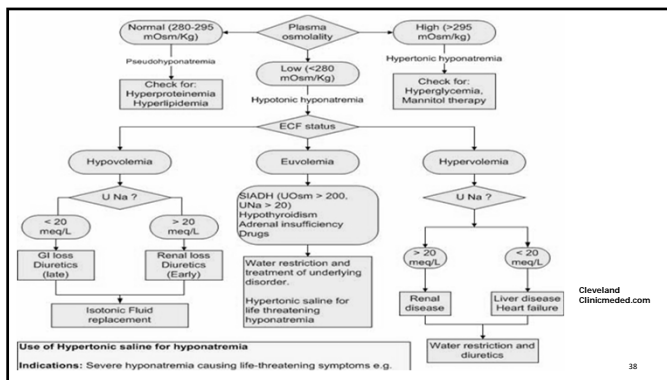 Normal (280-295
mOsm/Kg)
Plasma
osmolality
High (>295
mOsm/kg)
Pseudohyponatremia
Low (<280
mOsm/Kg)
Hypertonic hyponatremia
Check for:
Hyperproteinemia
Hyperlipidemia
Hypotonic hyponatremia
Check for:
Hyperglycemia,
Mannitol therapy
ECF status
Hypovolemia
Euvolemia
Hypervolemia
U Na ?
SIADH (UOsm > 200,
UNa > 20)
Hypothyroidism
Adrenal insufficiency
Drugs
U Na ?
< 20
meq/L
> 20
meq/L
> 20
meq/L
< 20
meq/L
GI loss
Diuretics
(late)
Renal loss
Diuretics
(Early)
Water restriction and
treatment of underlying
disorder.
Hypertonic saline for
life threatening
hyponatremia
Renal
disease
Liver disease
Heart failure
Cleveland
Clinicmeded.com
Isotonic Fluid
replacement
Water restriction and
diuretics
Use of Hypertonic saline for hyponatremia
Indications: Severe hyponatremia causing life-threatening symptoms e.g.
38